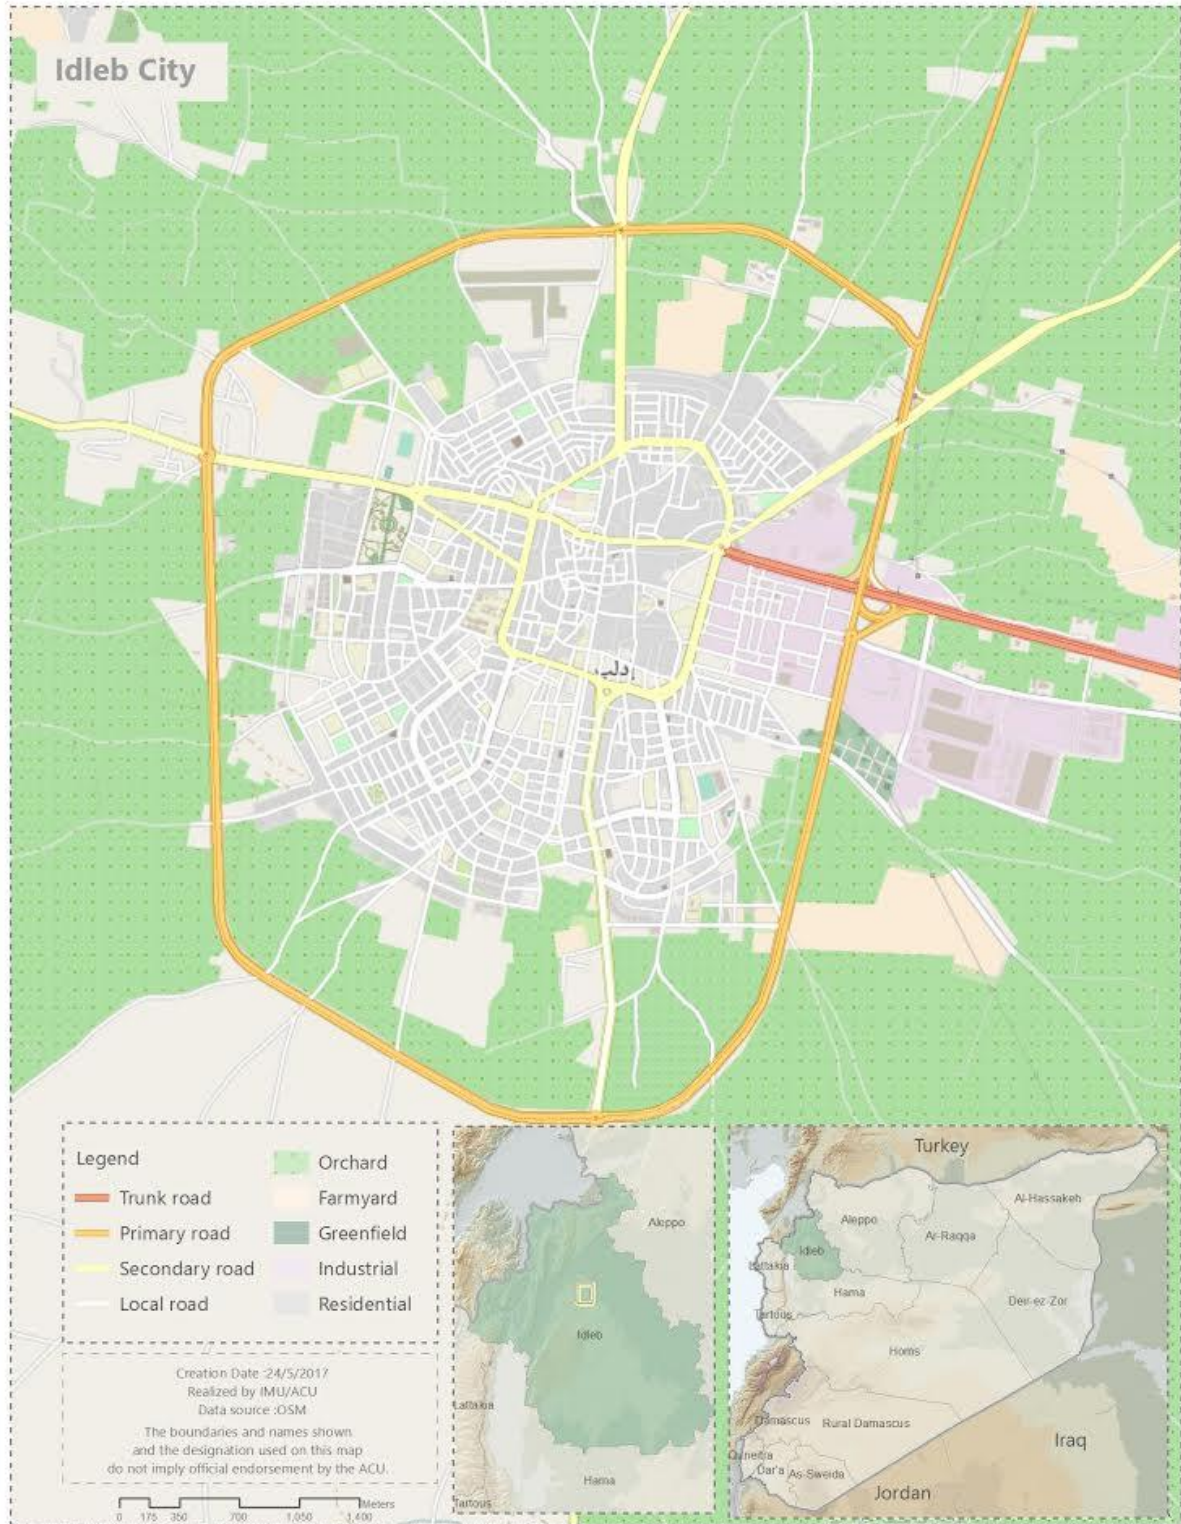 Idleb City
إدلب
Legend
Trunk road
Primary road
Secondary road
Local road
Orchard
Farmyard
Greenfield
Industrial
Residential
Creation Date :24/5/2017
Realized by IMU/ACU
Data source :OSM
The boundaries and names shown
and the designation used on this map
do not imply official endorsement by the ACU.
0 175 350 700 1,050 1,400 Meters
Aleppo
Idleb
Lattakia
Hama
Tartous
Turkey
Al-Hassakeh
Aleppo
Ar-Raqqa
Idleb
Lattakia
Hama
Deir-ez-Zor
Tartous
Homs
Damascus
Rural Damascus
Quneitra
Dar'a
As-Sweida
Iraq
Jordan